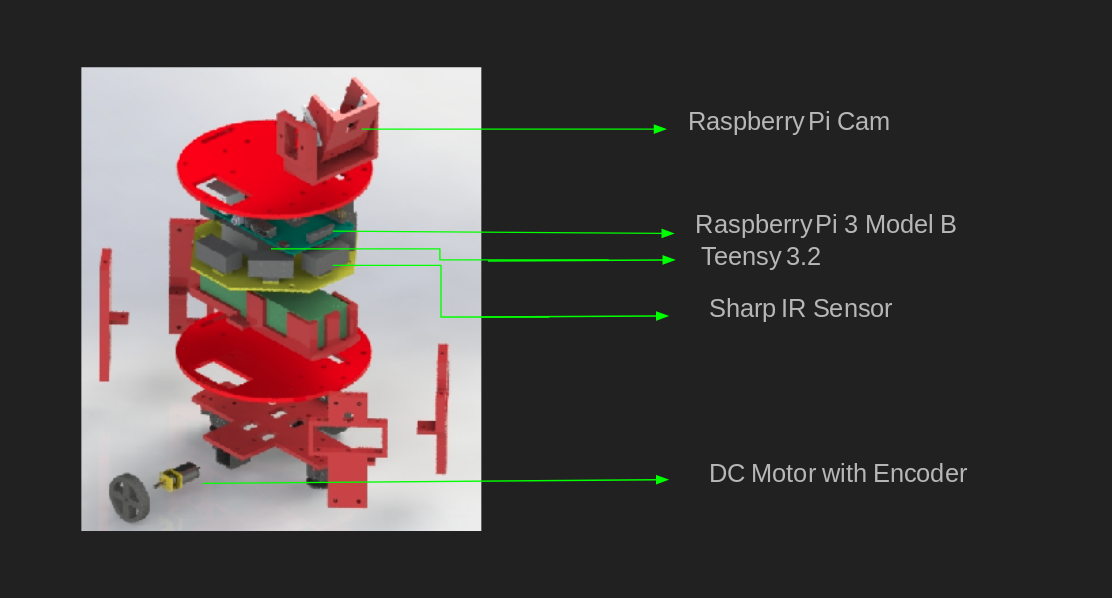 Raspberry Pi Cam
Raspberry Pi 3 Model B
Teensy 3.2
Sharp IR Sensor
DC Motor with Encoder